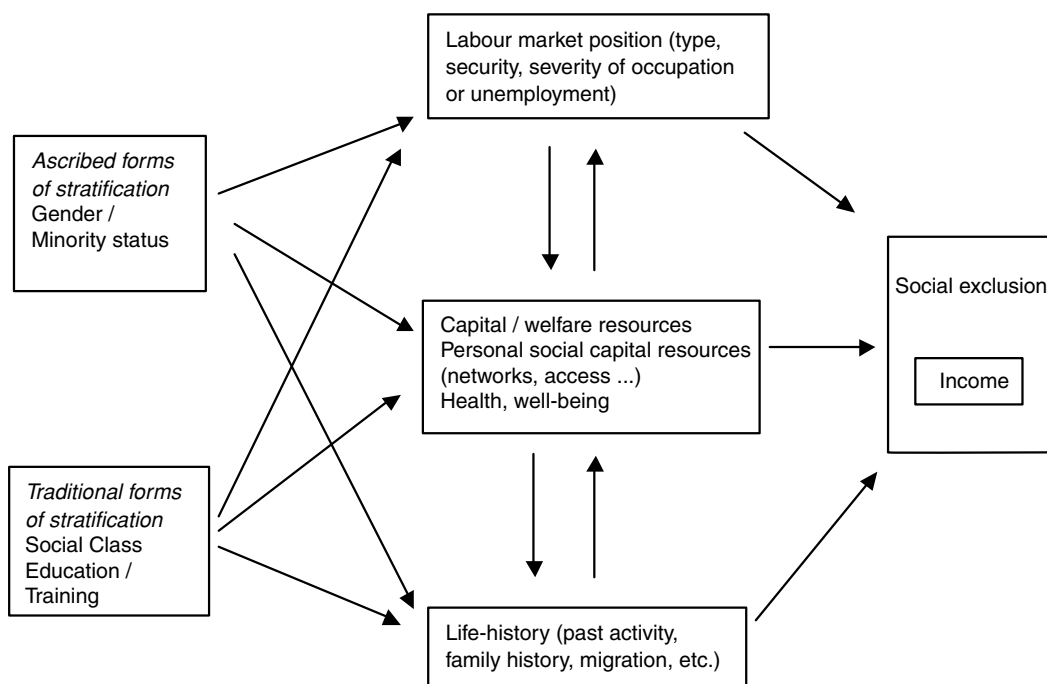 Labour market position (type,
security, severity of occupation
or unemployment)
Ascribed forms
of stratification
Gender /
Minority status
Social exclusion
Income
Capital / welfare resources
Personal social capital resources
(networks, access ...)
Health, well-being
Traditional forms
of stratification
Social Class
Education /
Training
Life-history (past activity,
family history, migration, etc.)